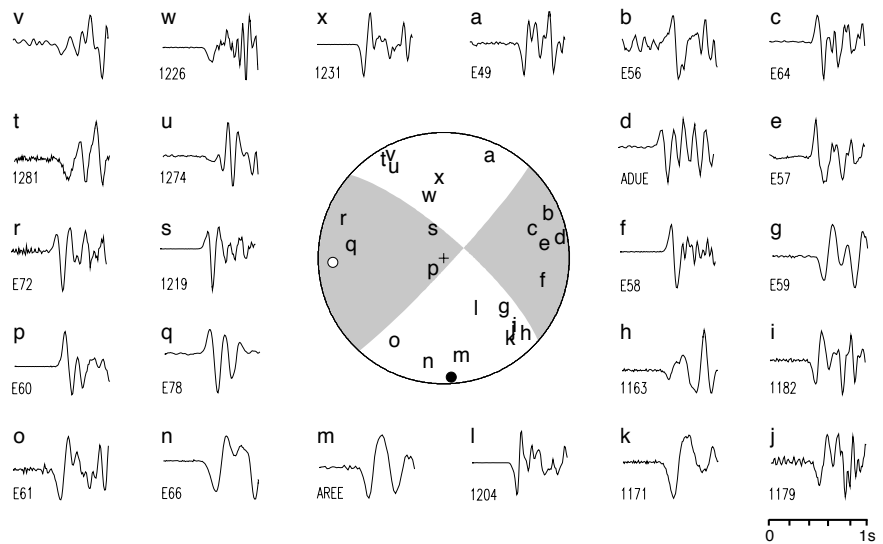 v w x a b c
1226 1231 E49 E56 E64
t u d e
1281 1274 ADUE E57
r s f g
E72 1219 E58 E59
p q h i
E60 E78 1163 1182
o n m l k j
E61 E66 AREE 1204 1171 1179
t v u a
x
w
r s b
c d
q e
p + f
l g
i
j
o k h
n m
0 1s